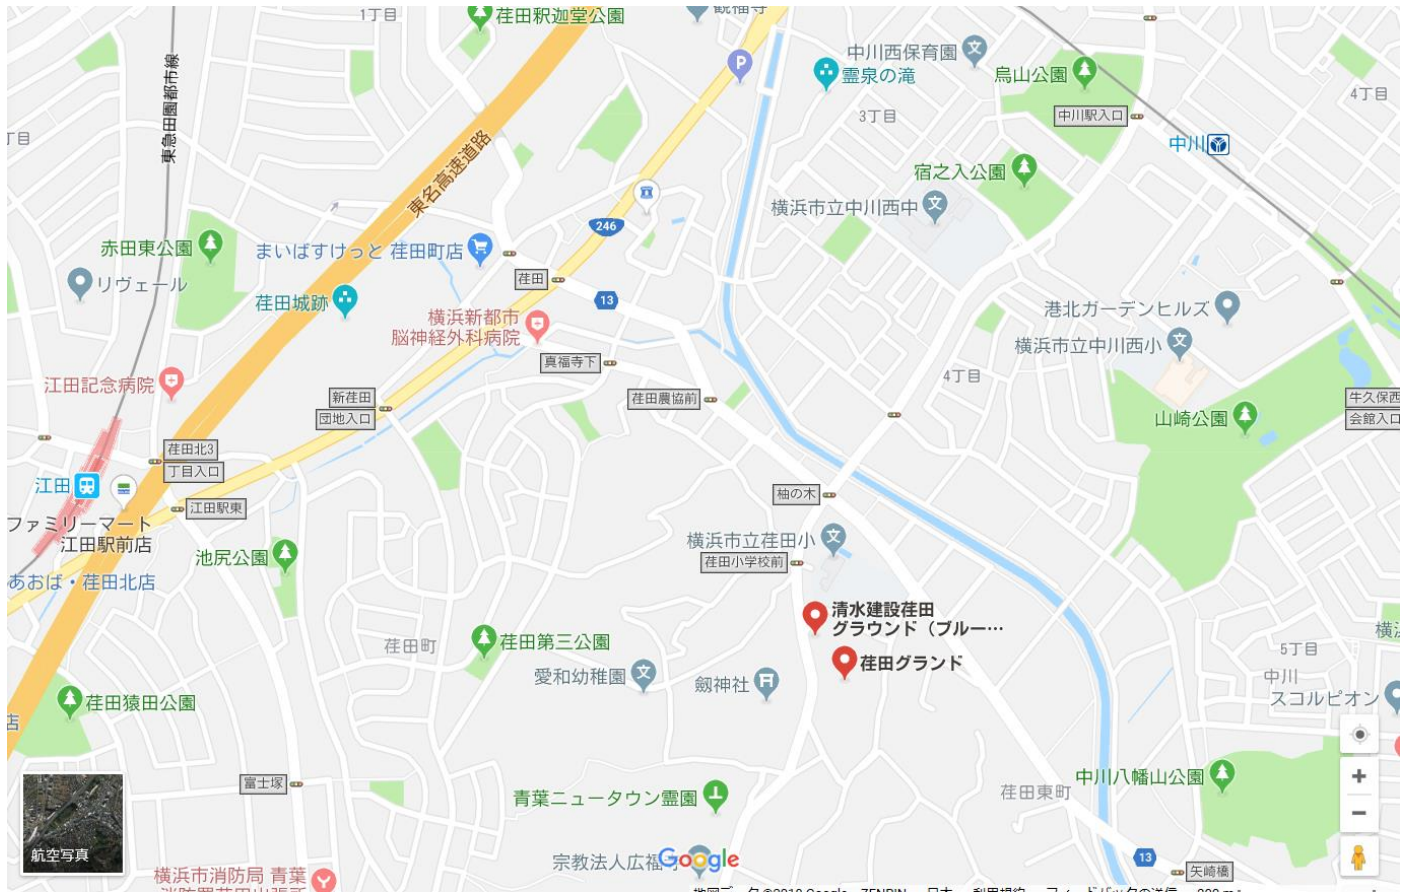 1丁目
荏田釈迦堂公園
観福寺
中川西保育園
霊泉の滝
烏山公園
4丁目
東急田園都市線
丁目
3丁目
中川駅入口
中川
東名高速道路
宿之入公園
横浜市立中川西中
246
赤田東公園
まいばすけっと 荏田町店
リヴェール
荏田
13
荏田城跡
横浜新都市
脳神経外科病院
港北ガーデンヒルズ
横浜市立中川西小
真福寺下
4丁目
江田記念病院
新荏田
団地入口
荏田農協前
牛久保西
会館入口
山崎公園
荏田北3
丁目入口
江田
柚の木
江田駅東
ファミリーマート
江田駅前店
横浜市立荏田小
池尻公園
荏田小学校前
あおば・荏田北店
清水建設荏田
グラウンド（ブルー…
荏田町
荏田第三公園
荏田グランド
5丁目
愛和幼稚園
剱神社
中川
スコルピオン
荏田猿田公園
店
富士塚
青葉ニュータウン霊園
荏田東町
中川八幡山公園
航空写真
宗教法人広福
Google
13
矢崎橋
横浜市消防局 青葉